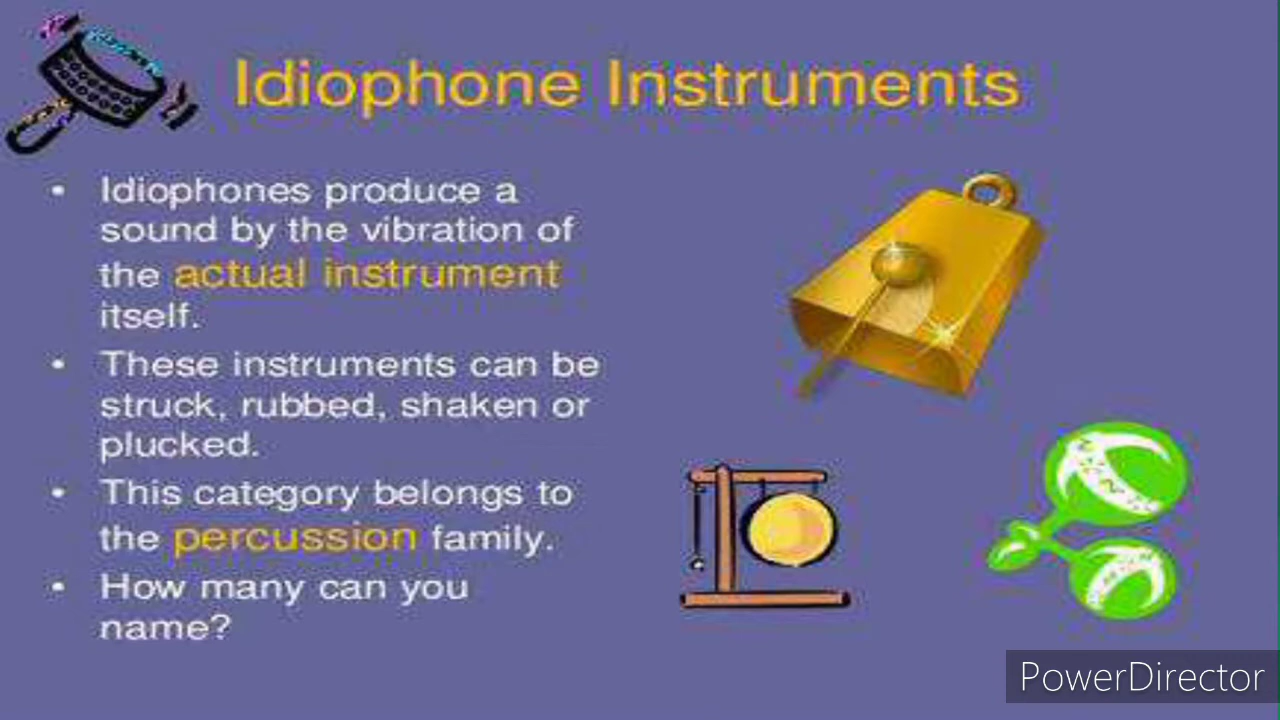 Idiophone Instruments
• Idiophones produce a
sound by the vibration of
the actual instrument
itself.
• These instruments can be
struck, rubbed, shaken or
plucked.
• This category belongs to
the percussion family.
• How many can you
name?
PowerDirector